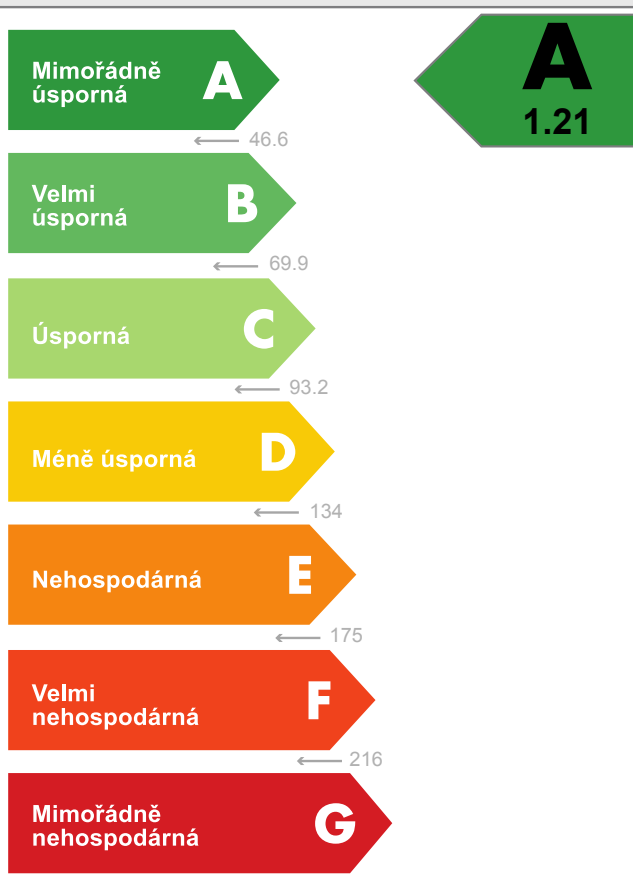 Mimořádně
úsporná
A
A
1.21
46.6
Velmi
úsporná
B
69.9
Úsporná
C
93.2
Méně úsporná
D
134
Nehospodárná
E
175
Velmi
nehospodárná
F
216
Mimořádně
nehospodárná
G